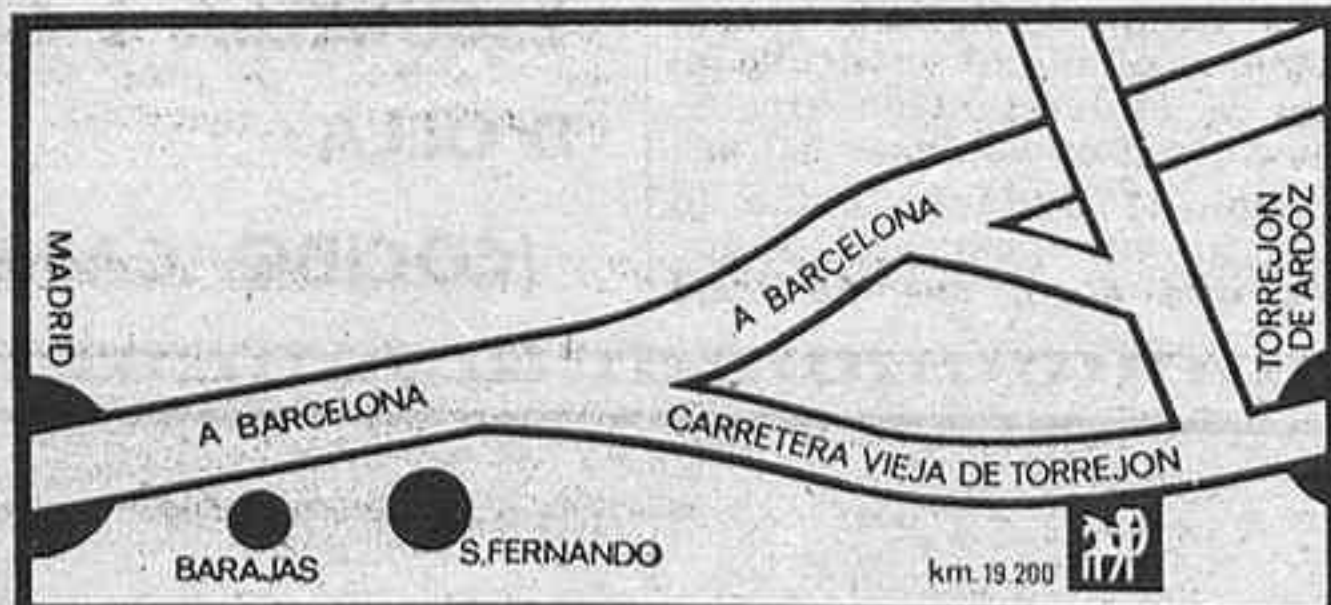 MADRID
A BARCELONA
A BARCELONA
CARRETERA VIEJA DE TORREJON
TORREJON
DE ARDOZ
BARAJAS
S.FERNANDO
km. 19.200